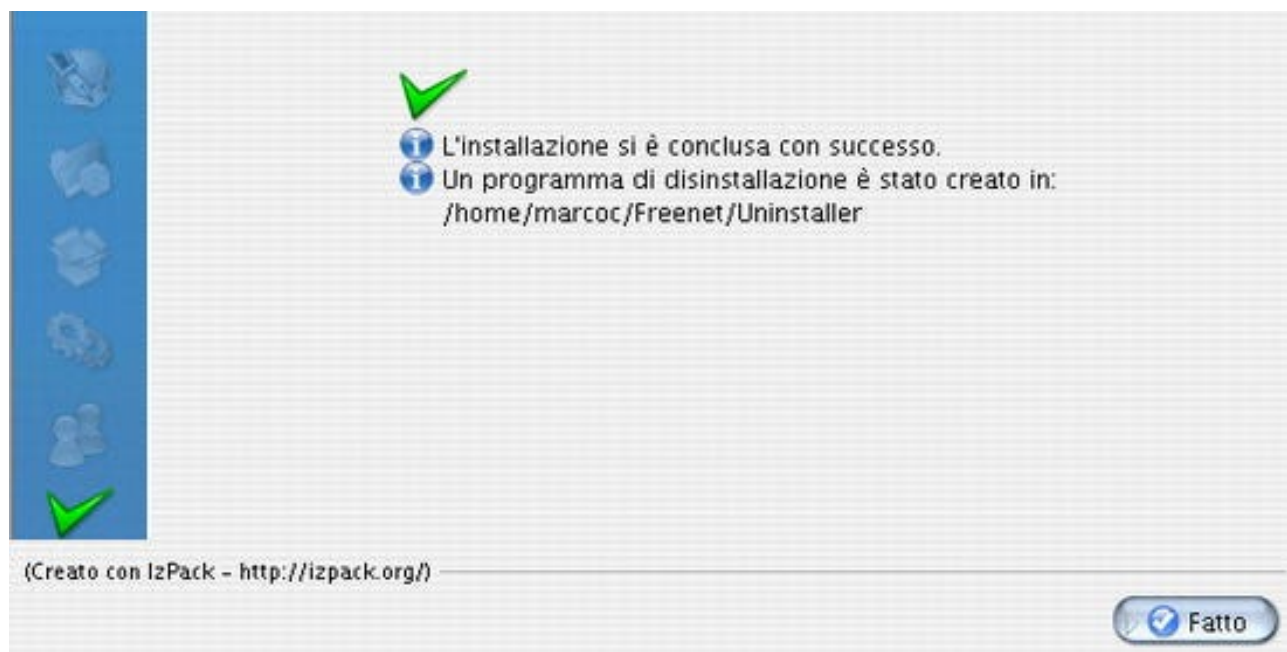 L'installazione si è conclusa con successo.
Un programma di disinstallazione è stato creato in:
/home/marcoc/Freenet/Uninstaller
(Creato con IzPack - http://izpack.org/)
Fatto